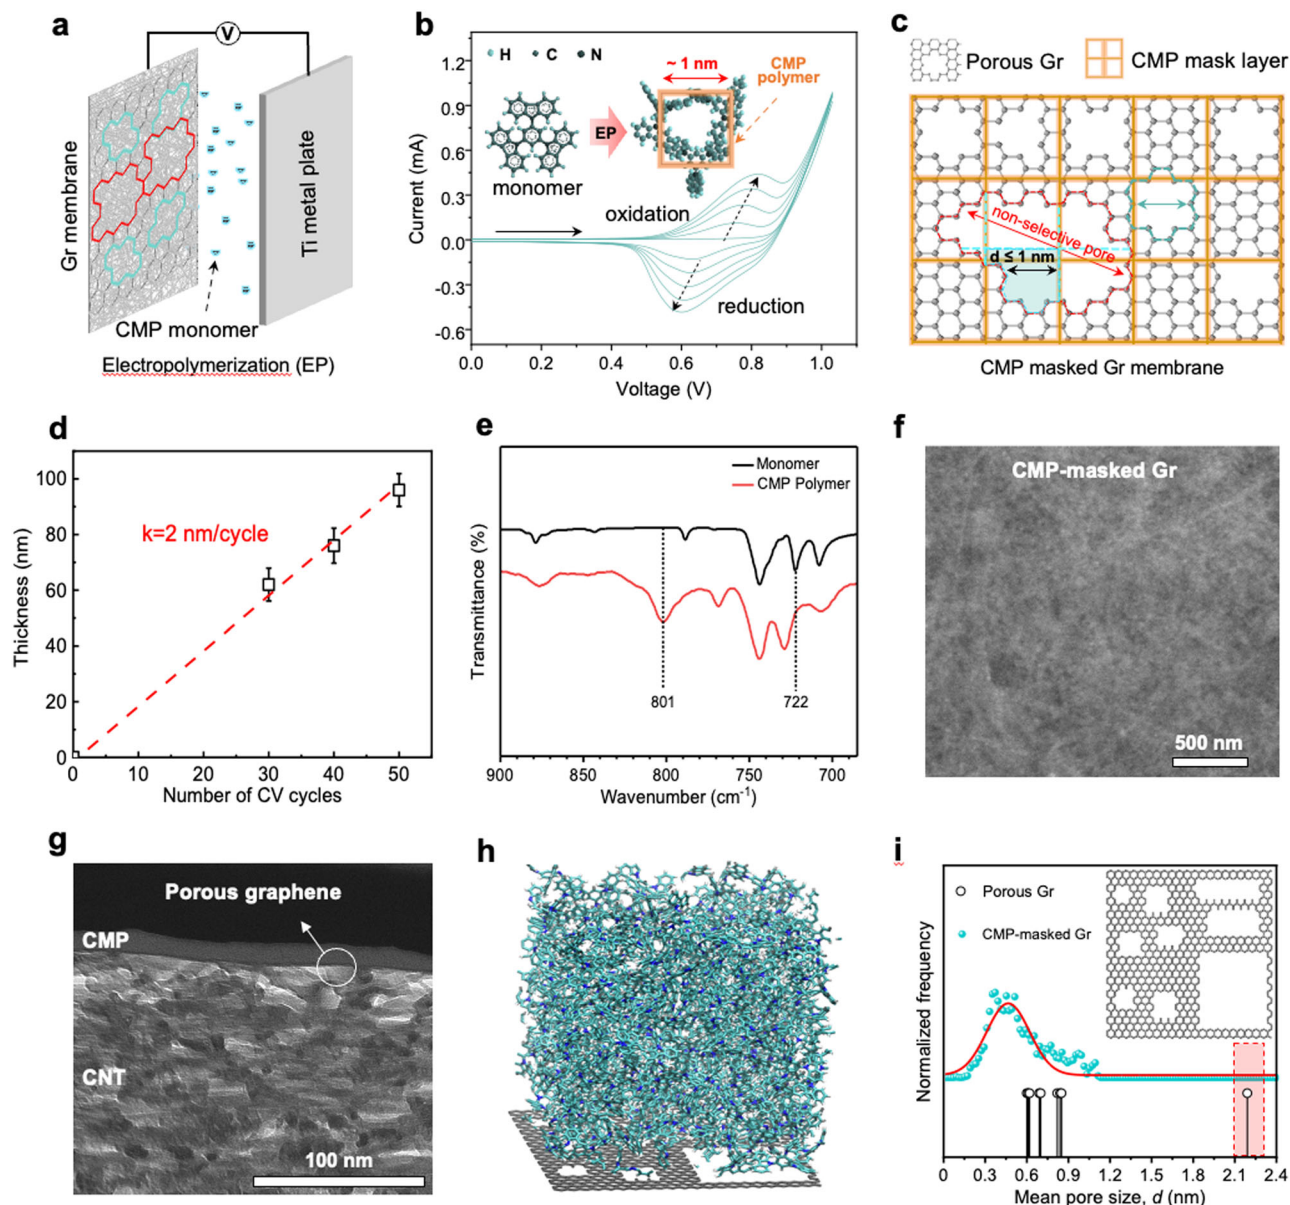 a
V
Gr membrane
Ti metal plate
CMP monomer
Electropolymerization (EP)
b
H C N
~ 1 nm
CMP
polymer
EP
monomer
oxidation
reduction
Current (mA)
1.2
0.9
0.6
0.3
0.0
-0.3
-0.6
0.0 0.2 0.4 0.6 0.8 1.0
Voltage (V)
c
Porous Gr
CMP mask layer
non-selective pore
d ≤ 1 nm
CMP masked Gr membrane
d
k=2 nm/cycle
Thickness (nm)
100
80
60
40
20
0
0 10 20 30 40 50
Number of CV cycles
e
Monomer
CMP Polymer
Transmittance (%)
801
722
900 850 800 750 700
Wavenumber (cm⁻¹)
f
CMP-masked Gr
500 nm
g
Porous graphene
CMP
CNT
100 nm
h
i
Porous Gr
CMP-masked Gr
Normalized frequency
0.0 0.3 0.6 0.9 1.2 1.5 1.8 2.1 2.4
Mean pore size, d (nm)